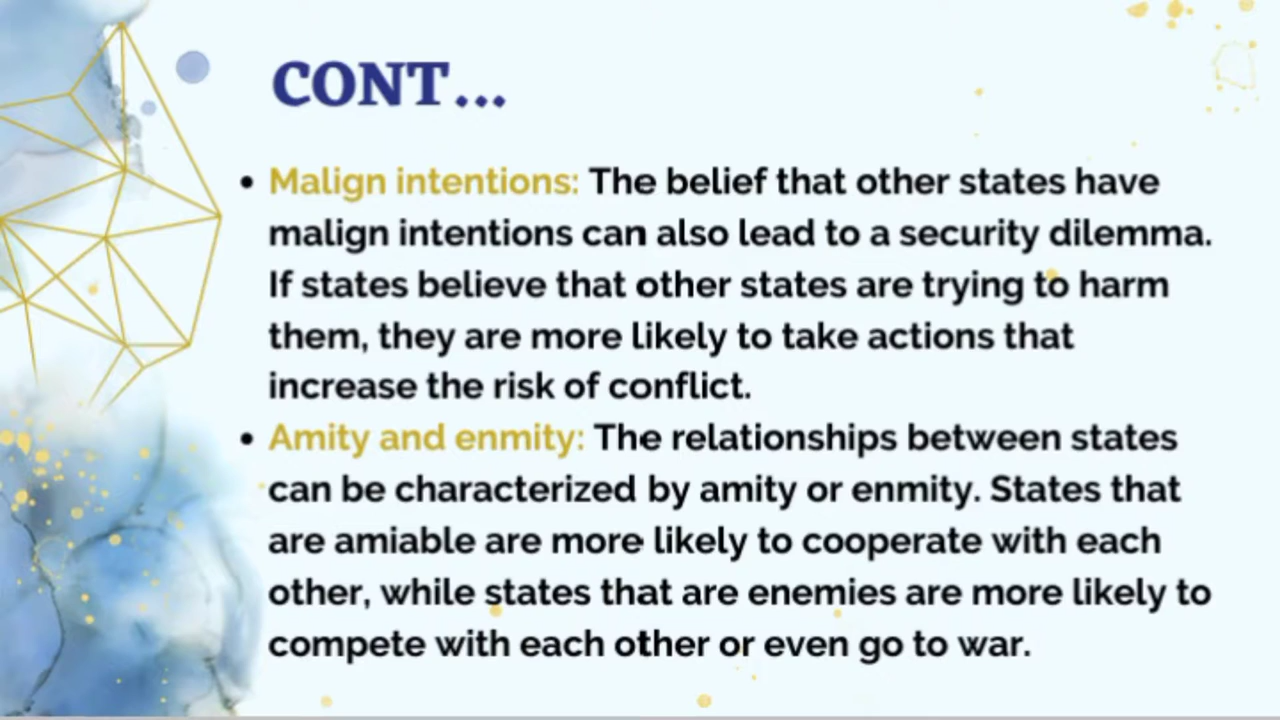 CONT...
• Malign intentions: The belief that other states have
malign intentions can also lead to a security dilemma.
If states believe that other states are trying to harm
them, they are more likely to take actions that
increase the risk of conflict.
• Amity and enmity: The relationships between states
can be characterized by amity or enmity. States that
are amiable are more likely to cooperate with each
other, while states that are enemies are more likely to
compete with each other or even go to war.